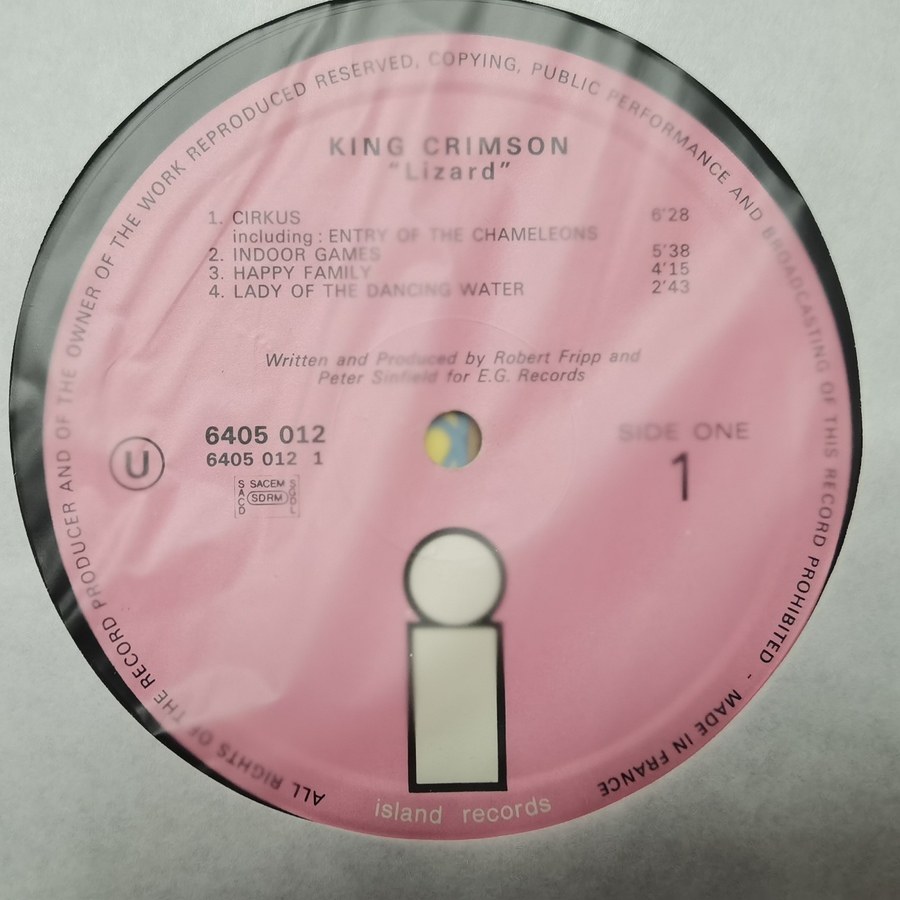 ALL RIGHTS OF THE RECORD PRODUCER AND OF THE OWNER OF THE WORK REPRODUCED RESERVED, COPYING, PUBLIC PERFORMANCE AND BROADCASTING OF THIS RECORD PROHIBITED - MADE IN FRANCE
KING CRIMSON
"Lizard"
1. CIRKUS 6'28
including : ENTRY OF THE CHAMELEONS
2. INDOOR GAMES 5'38
3. HAPPY FAMILY 4'15
4. LADY OF THE DANCING WATER 2'43
Written and Produced by Robert Fripp and
Peter Sinfield for E.G. Records
6405 012
6405 012 1
SIDE ONE
1
U
SACD SACEM SDRM SGDL
i
island records